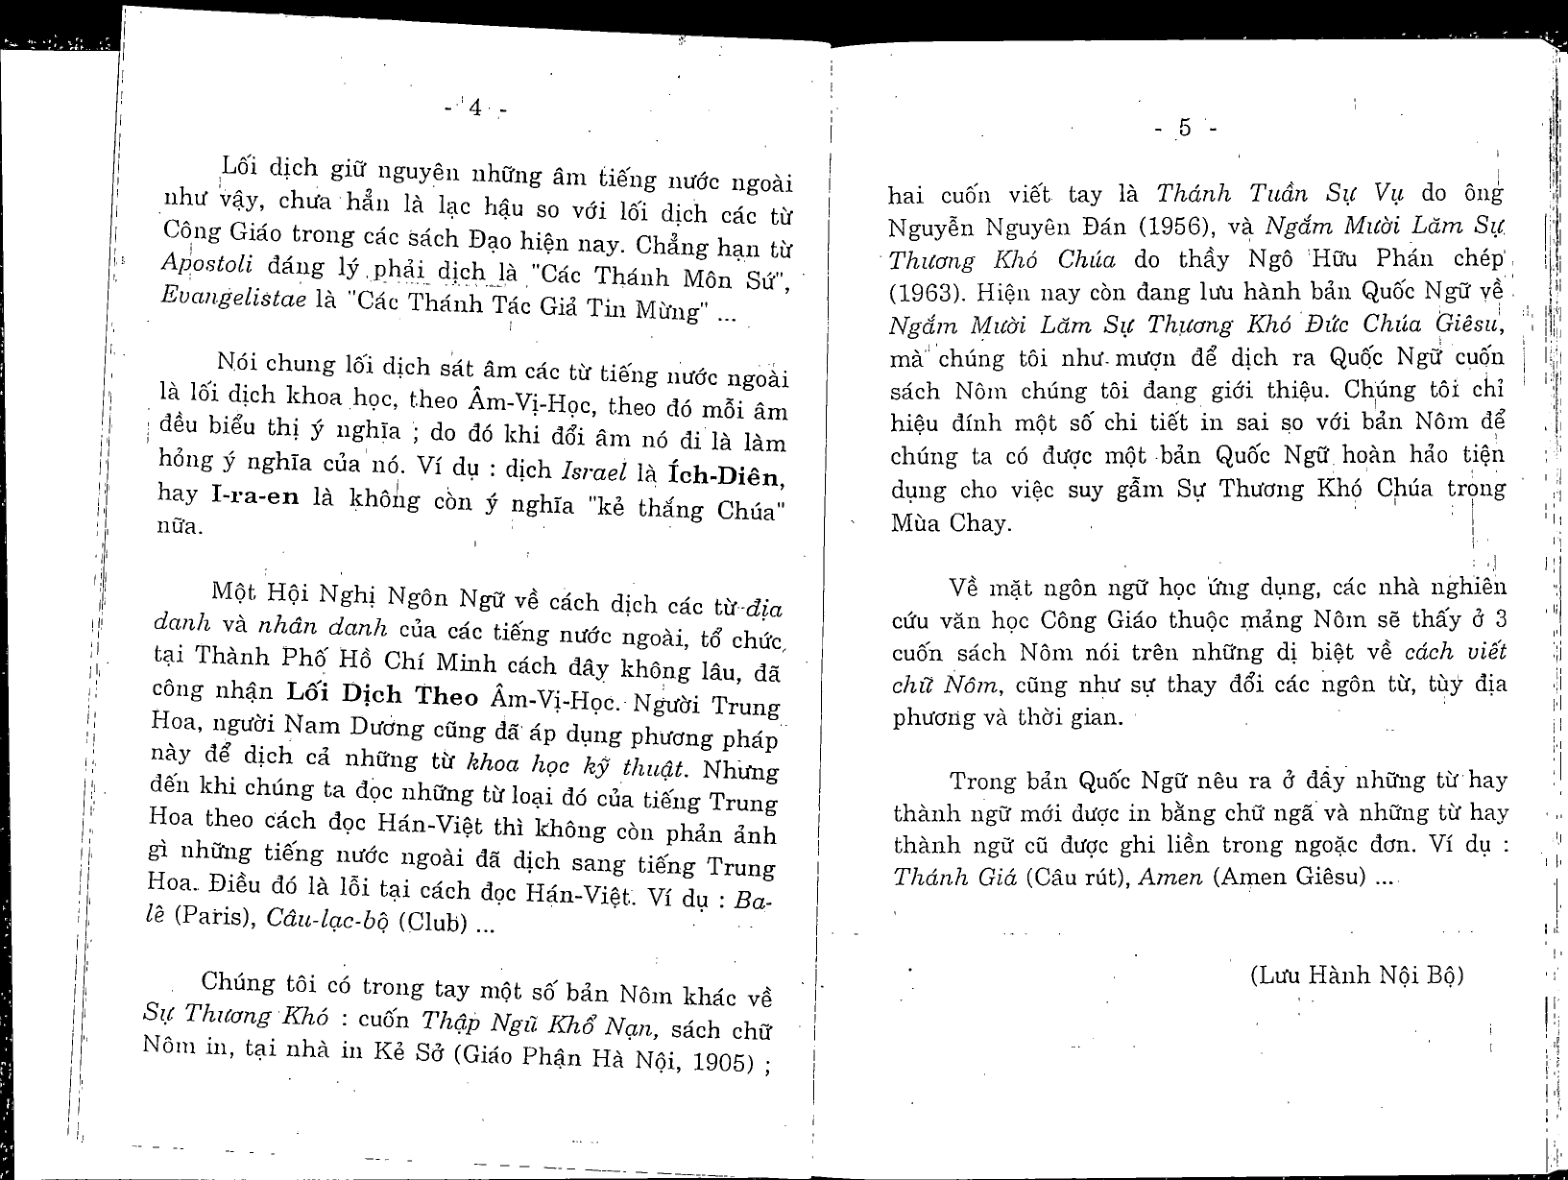 - 4 -
Lối dịch giữ nguyên những âm tiếng nước ngoài
như vậy, chưa hẳn là lạc hậu so với lối dịch các từ
Công Giáo trong các sách Đạo hiện nay. Chẳng hạn từ
Apostoli đáng lý phải dịch là "Các Thánh Môn Sứ",
Evangelistae là "Các Thánh Tác Giả Tin Mừng" ...
Nói chung lối dịch sát âm các từ tiếng nước ngoài
là lối dịch khoa học, theo Âm-Vị-Học, theo đó mỗi âm
đều biểu thị ý nghĩa ; do đó khi đổi âm nó đi là làm
hỏng ý nghĩa của nó. Ví dụ : dịch Israel là Ích-Diên,
hay I-ra-en là không còn ý nghĩa "kẻ thắng Chúa"
nữa.
Một Hội Nghị Ngôn Ngữ về cách dịch các từ địa
danh và nhân danh của các tiếng nước ngoài, tổ chức
tại Thành Phố Hồ Chí Minh cách đây không lâu, đã
công nhận Lối Dịch Theo Âm-Vị-Học. Người Trung
Hoa, người Nam Dương cũng đã áp dụng phương pháp
này để dịch cả những từ khoa học kỹ thuật. Nhưng
đến khi chúng ta đọc những từ loại đó của tiếng Trung
Hoa theo cách đọc Hán-Việt thì không còn phản ảnh
gì những tiếng nước ngoài đã dịch sang tiếng Trung
Hoa. Điều đó là lỗi tại cách đọc Hán-Việt. Ví dụ : Ba-
lê (Paris), Câu-lạc-bộ (Club) ...
Chúng tôi có trong tay một số bản Nôm khác về
Sự Thương Khó : cuốn Thập Ngũ Khổ Nạn, sách chữ
Nôm in, tại nhà in Kẻ Sở (Giáo Phận Hà Nội, 1905) ;
- 5 -
hai cuốn viết tay là Thánh Tuần Sự Vụ do ông
Nguyễn Nguyên Đán (1956), và Ngắm Mười Lăm Sự
Thương Khó Chúa do thầy Ngô Hữu Phán chép
(1963). Hiện nay còn đang lưu hành bản Quốc Ngữ về
Ngắm Mười Lăm Sự Thương Khó Đức Chúa Giêsu,
mà chúng tôi như mượn để dịch ra Quốc Ngữ cuốn
sách Nôm chúng tôi đang giới thiệu. Chúng tôi chỉ
hiệu đính một số chi tiết in sai so với bản Nôm để
chúng ta có được một bản Quốc Ngữ hoàn hảo tiện
dụng cho việc suy gẫm Sự Thương Khó Chúa trong
Mùa Chay.
Về mặt ngôn ngữ học ứng dụng, các nhà nghiên
cứu văn học Công Giáo thuộc mảng Nôm sẽ thấy ở 3
cuốn sách Nôm nói trên những dị biệt về cách viết
chữ Nôm, cũng như sự thay đổi các ngôn từ, tùy địa
phương và thời gian.
Trong bản Quốc Ngữ nêu ra ở đây những từ hay
thành ngữ mới được in bằng chữ ngã và những từ hay
thành ngữ cũ được ghi liền trong ngoặc đơn. Ví dụ :
Thánh Giá (Câu rút), Amen (Amen Giêsu) ...
(Lưu Hành Nội Bộ)